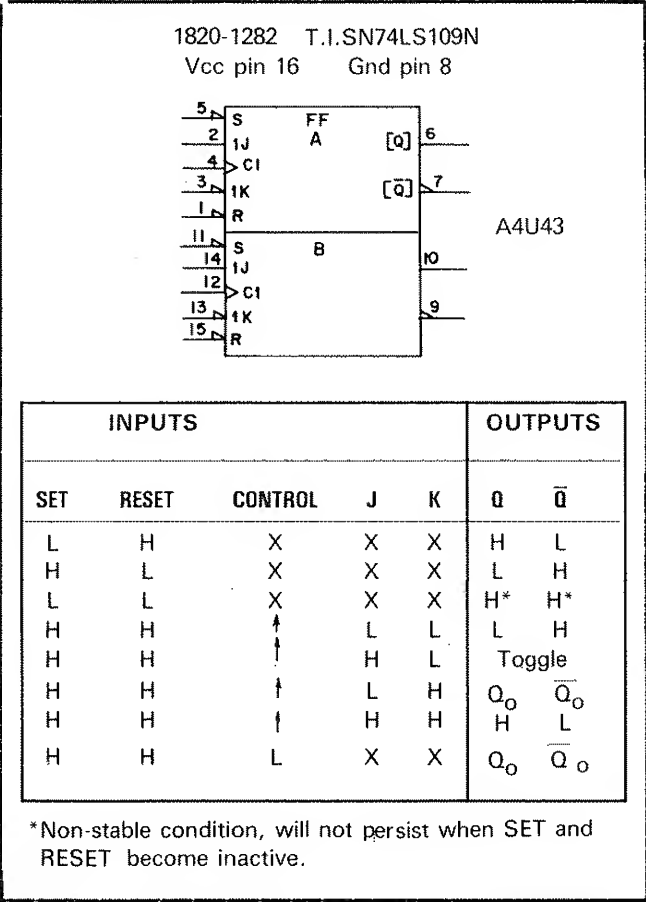 1820-1282 T.I.SN74LS109N
Vcc pin 16 Gnd pin 8
5 S FF
2 1J A [Q] 6
4 C1
3 1K [Q̅] 7
1 R
A4U43
11 S B
14 1J 10
12 C1
13 1K 9
15 R
INPUTS OUTPUTS
SET RESET CONTROL J K Q Q̅
L H X X X H L
H L X X X L H
L L X X X H* H*
H H ↑ L L L H
H H ↑ H L Toggle
H H ↑ L H Q₀ Q̅₀
H H ↑ H H H L
H H L X X Q₀ Q̅₀
*Non-stable condition, will not persist when SET and
RESET become inactive.